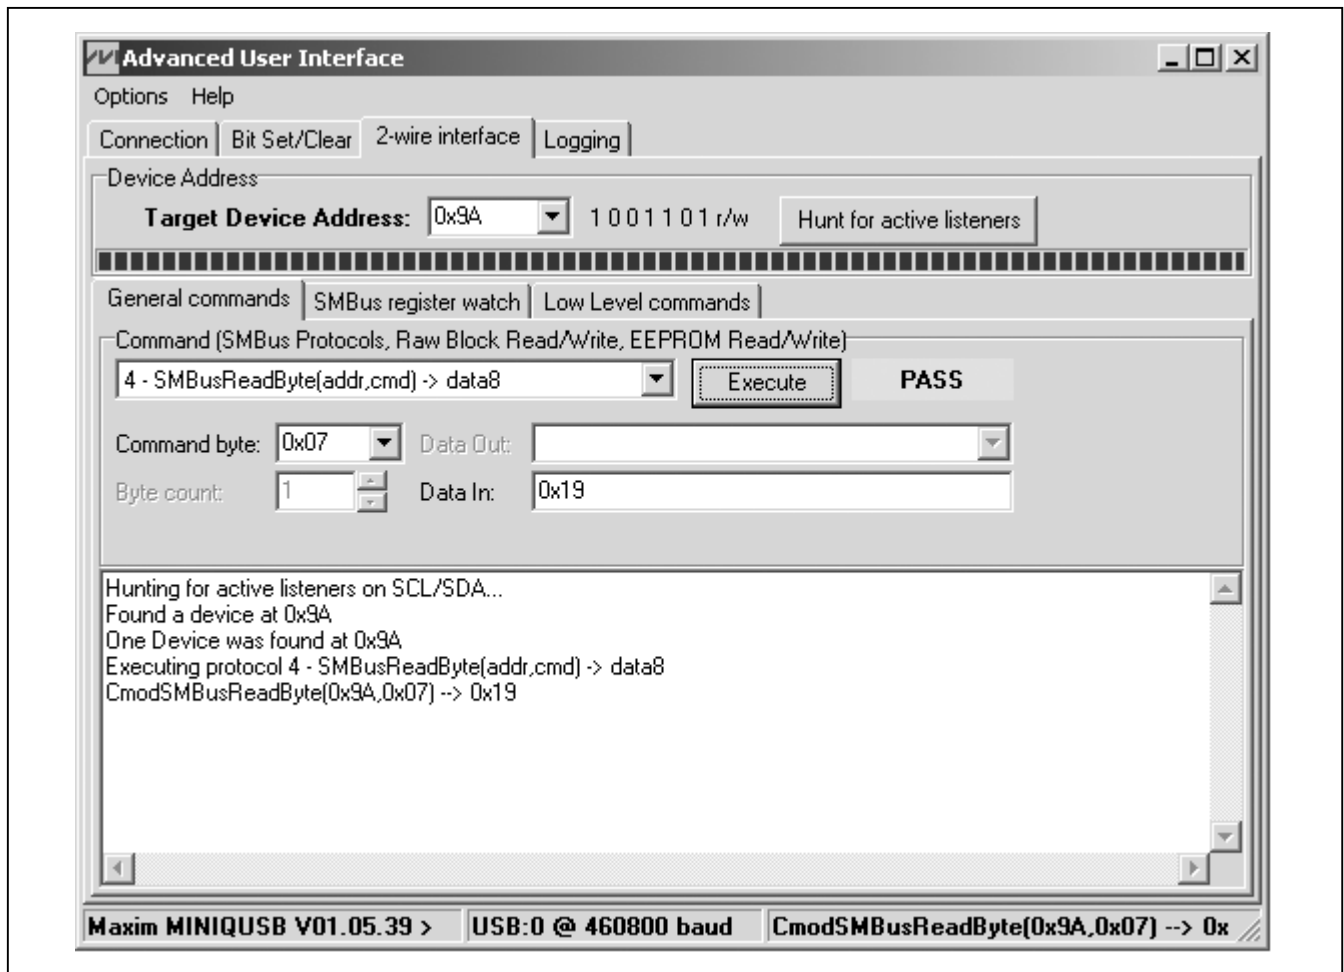 Advanced User Interface
Options Help
Connection Bit Set/Clear 2-wire interface Logging
Device Address
Target Device Address: 0x9A 1 0 0 1 1 0 1 r/w Hunt for active listeners
General commands SMBus register watch Low Level commands
Command (SMBus Protocols, Raw Block Read/Write, EEPROM Read/Write)
4 - SMBusReadByte(addr,cmd) -> data8 Execute PASS
Command byte: 0x07 Data Out:
Byte count: 1 Data In: 0x19
Hunting for active listeners on SCL/SDA...
Found a device at 0x9A
One Device was found at 0x9A
Executing protocol 4 - SMBusReadByte(addr,cmd) -> data8
CmodSMBusReadByte(0x9A,0x07) --> 0x19
Maxim MINIQUSB V01.05.39 > USB:0 @ 460800 baud CmodSMBusReadByte(0x9A,0x07) --> 0x